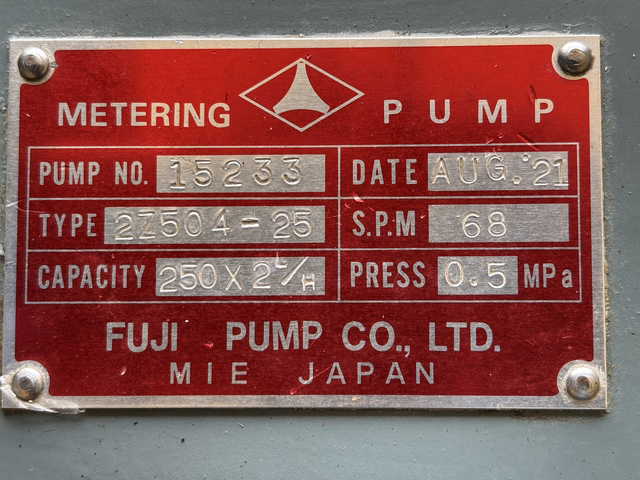 METERING PUMP
PUMP NO. 15233 DATE AUG.'21
TYPE 2Z504-25 S.P.M 68
CAPACITY 250X2 L/H PRESS 0.5 MPa
FUJI PUMP CO., LTD.
MIE JAPAN